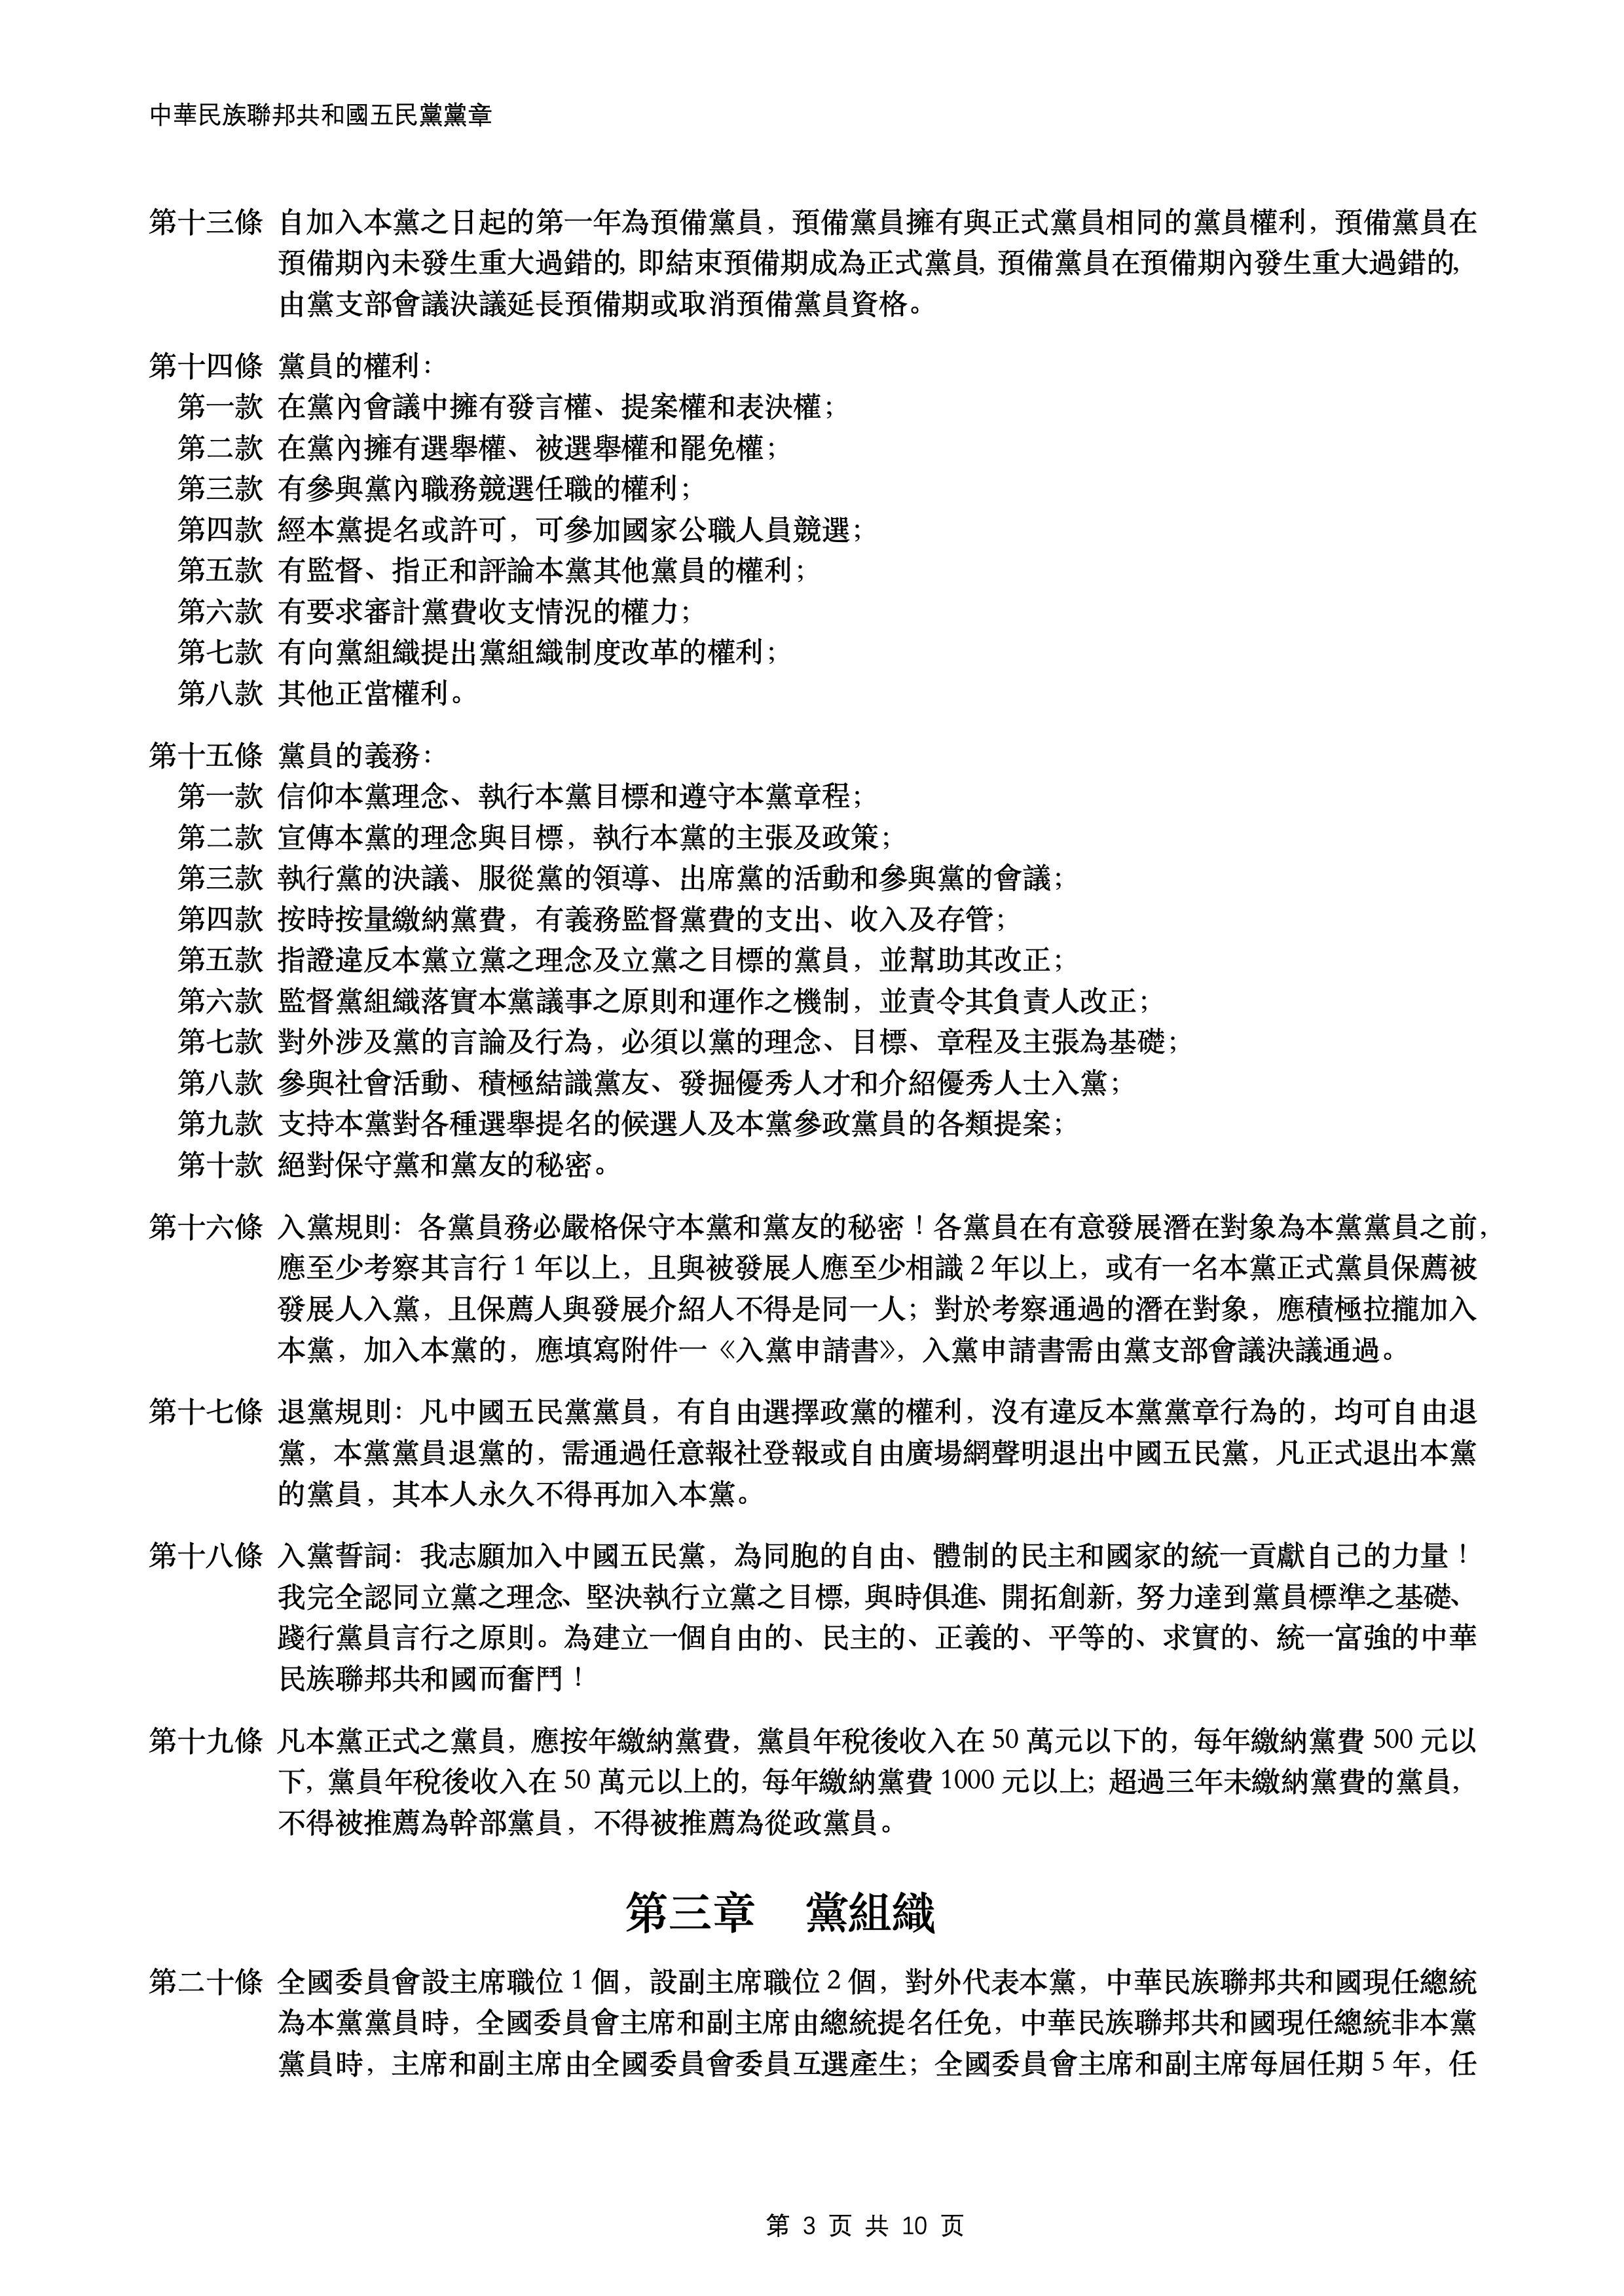 中華民族聯邦共和國五民黨黨章
第十三條 自加入本黨之日起的第一年為預備黨員，預備黨員擁有與正式黨員相同的黨員權利，預備黨員在
預備期內未發生重大過錯的，即結束預備期成為正式黨員，預備黨員在預備期內發生重大過錯的，
由黨支部會議決議延長預備期或取消預備黨員資格。
第十四條 黨員的權利：
第一款 在黨內會議中擁有發言權、提案權和表決權；
第二款 在黨內擁有選舉權、被選舉權和罷免權；
第三款 有參與黨內職務競選任職的權利；
第四款 經本黨提名或許可，可參加國家公職人員競選；
第五款 有監督、指正和評論本黨其他黨員的權利；
第六款 有要求審計黨費收支情況的權力；
第七款 有向黨組織提出黨組織制度改革的權利；
第八款 其他正當權利。
第十五條 黨員的義務：
第一款 信仰本黨理念、執行本黨目標和遵守本黨章程；
第二款 宣傳本黨的理念與目標，執行本黨的主張及政策；
第三款 執行黨的決議、服從黨的領導、出席黨的活動和參與黨的會議；
第四款 按時按量繳納黨費，有義務監督黨費的支出、收入及存管；
第五款 指證違反本黨立黨之理念及立黨之目標的黨員，並幫助其改正；
第六款 監督黨組織落實本黨議事之原則和運作之機制，並責令其負責人改正；
第七款 對外涉及黨的言論及行為，必須以黨的理念、目標、章程及主張為基礎；
第八款 參與社會活動、積極結識黨友、發掘優秀人才和介紹優秀人士入黨；
第九款 支持本黨對各種選舉提名的候選人及本黨參政黨員的各類提案；
第十款 絕對保守黨和黨友的秘密。
第十六條 入黨規則：各黨員務必嚴格保守本黨和黨友的秘密！各黨員在有意發展潛在對象為本黨黨員之前，
應至少考察其言行 1 年以上，且與被發展人應至少相識 2 年以上，或有一名本黨正式黨員保薦被
發展人入黨，且保薦人與發展介紹人不得是同一人；對於考察通過的潛在對象，應積極拉攏加入
本黨，加入本黨的，應填寫附件一《入黨申請書》，入黨申請書需由黨支部會議決議通過。
第十七條 退黨規則：凡中國五民黨黨員，有自由選擇政黨的權利，沒有違反本黨黨章行為的，均可自由退
黨，本黨黨員退黨的，需通過任意報社登報或自由廣場網聲明退出中國五民黨，凡正式退出本黨
的黨員，其本人永久不得再加入本黨。
第十八條 入黨誓詞：我志願加入中國五民黨，為同胞的自由、體制的民主和國家的統一貢獻自己的力量！
我完全認同立黨之理念、堅決執行立黨之目標，與時俱進、開拓創新，努力達到黨員標準之基礎、
踐行黨員言行之原則。為建立一個自由的、民主的、正義的、平等的、求實的、統一富強的中華
民族聯邦共和國而奮鬥！
第十九條 凡本黨正式之黨員，應按年繳納黨費，黨員年稅後收入在 50 萬元以下的，每年繳納黨費 500 元以
下，黨員年稅後收入在 50 萬元以上的，每年繳納黨費 1000 元以上；超過三年未繳納黨費的黨員，
不得被推薦為幹部黨員，不得被推薦為從政黨員。
第三章 黨組織
第二十條 全國委員會設主席職位 1 個，設副主席職位 2 個，對外代表本黨，中華民族聯邦共和國現任總統
為本黨黨員時，全國委員會主席和副主席由總統提名任免，中華民族聯邦共和國現任總統非本黨
黨員時，主席和副主席由全國委員會委員互選產生；全國委員會主席和副主席每屆任期 5 年，任
第 3 页 共 10 页